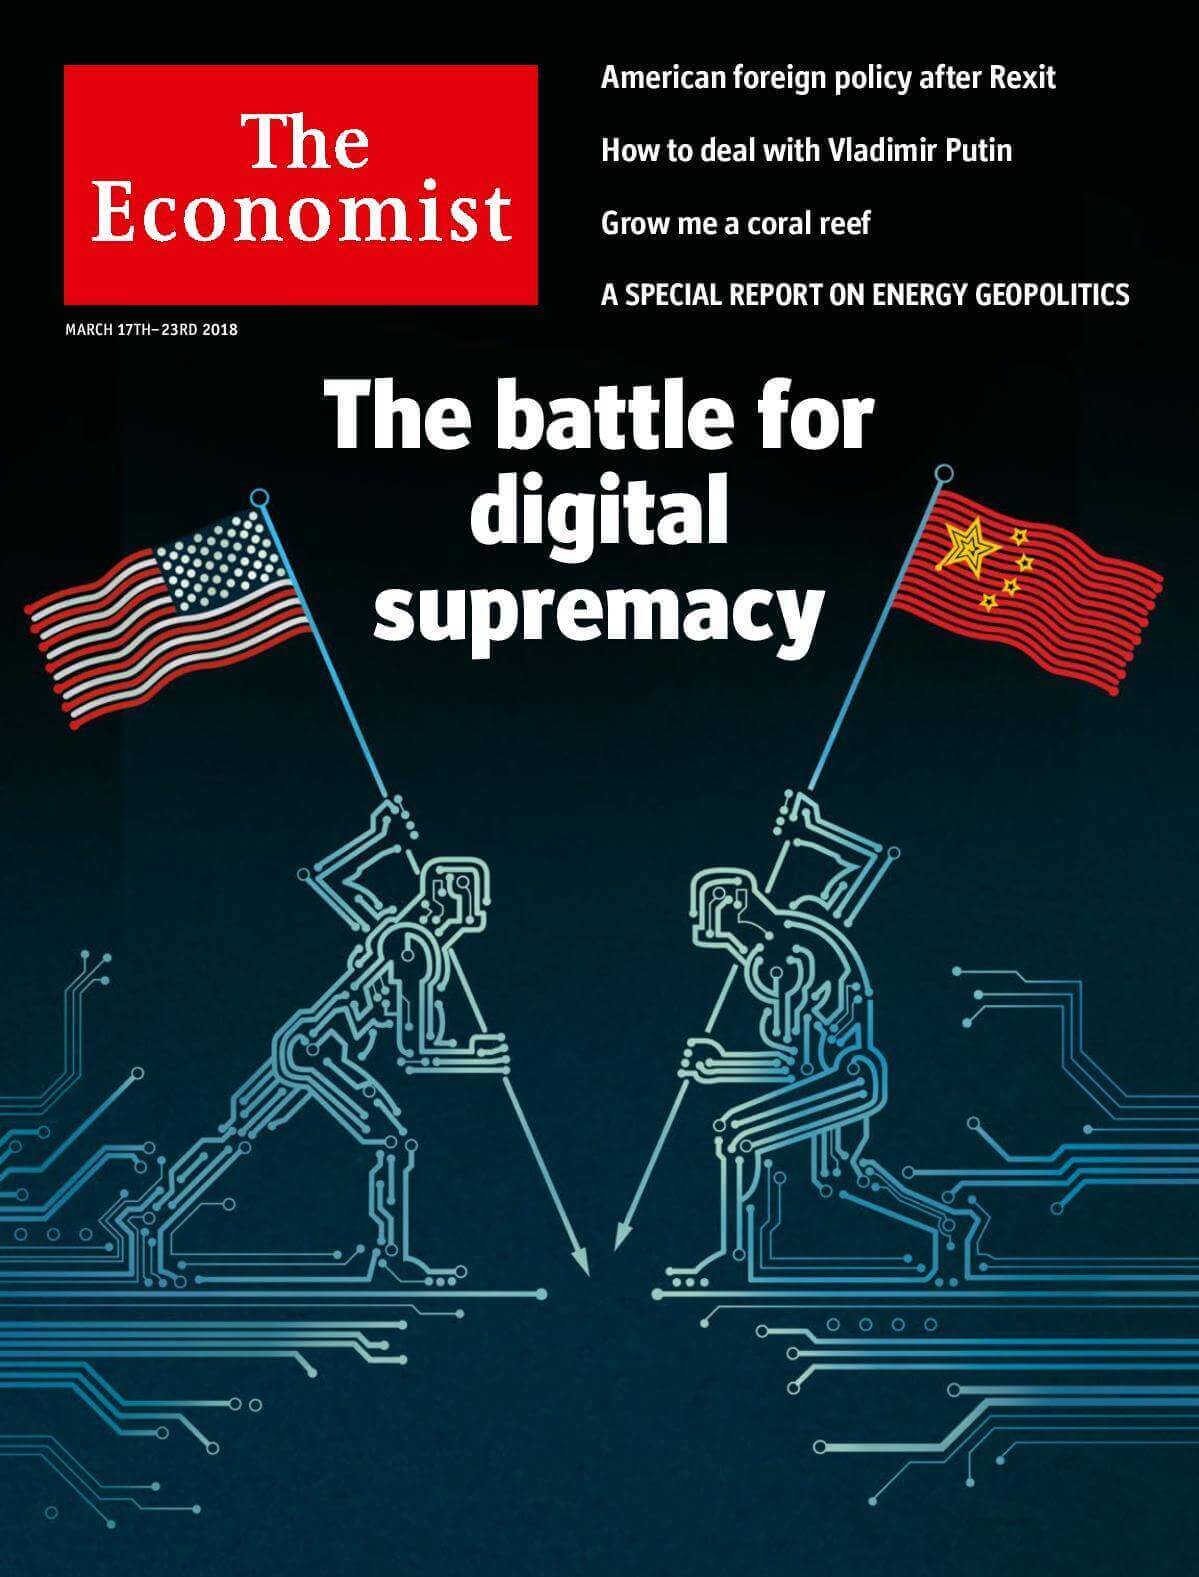 The
Economist
MARCH 17TH–23RD 2018
American foreign policy after Rexit
How to deal with Vladimir Putin
Grow me a coral reef
A SPECIAL REPORT ON ENERGY GEOPOLITICS
The battle for
digital
supremacy